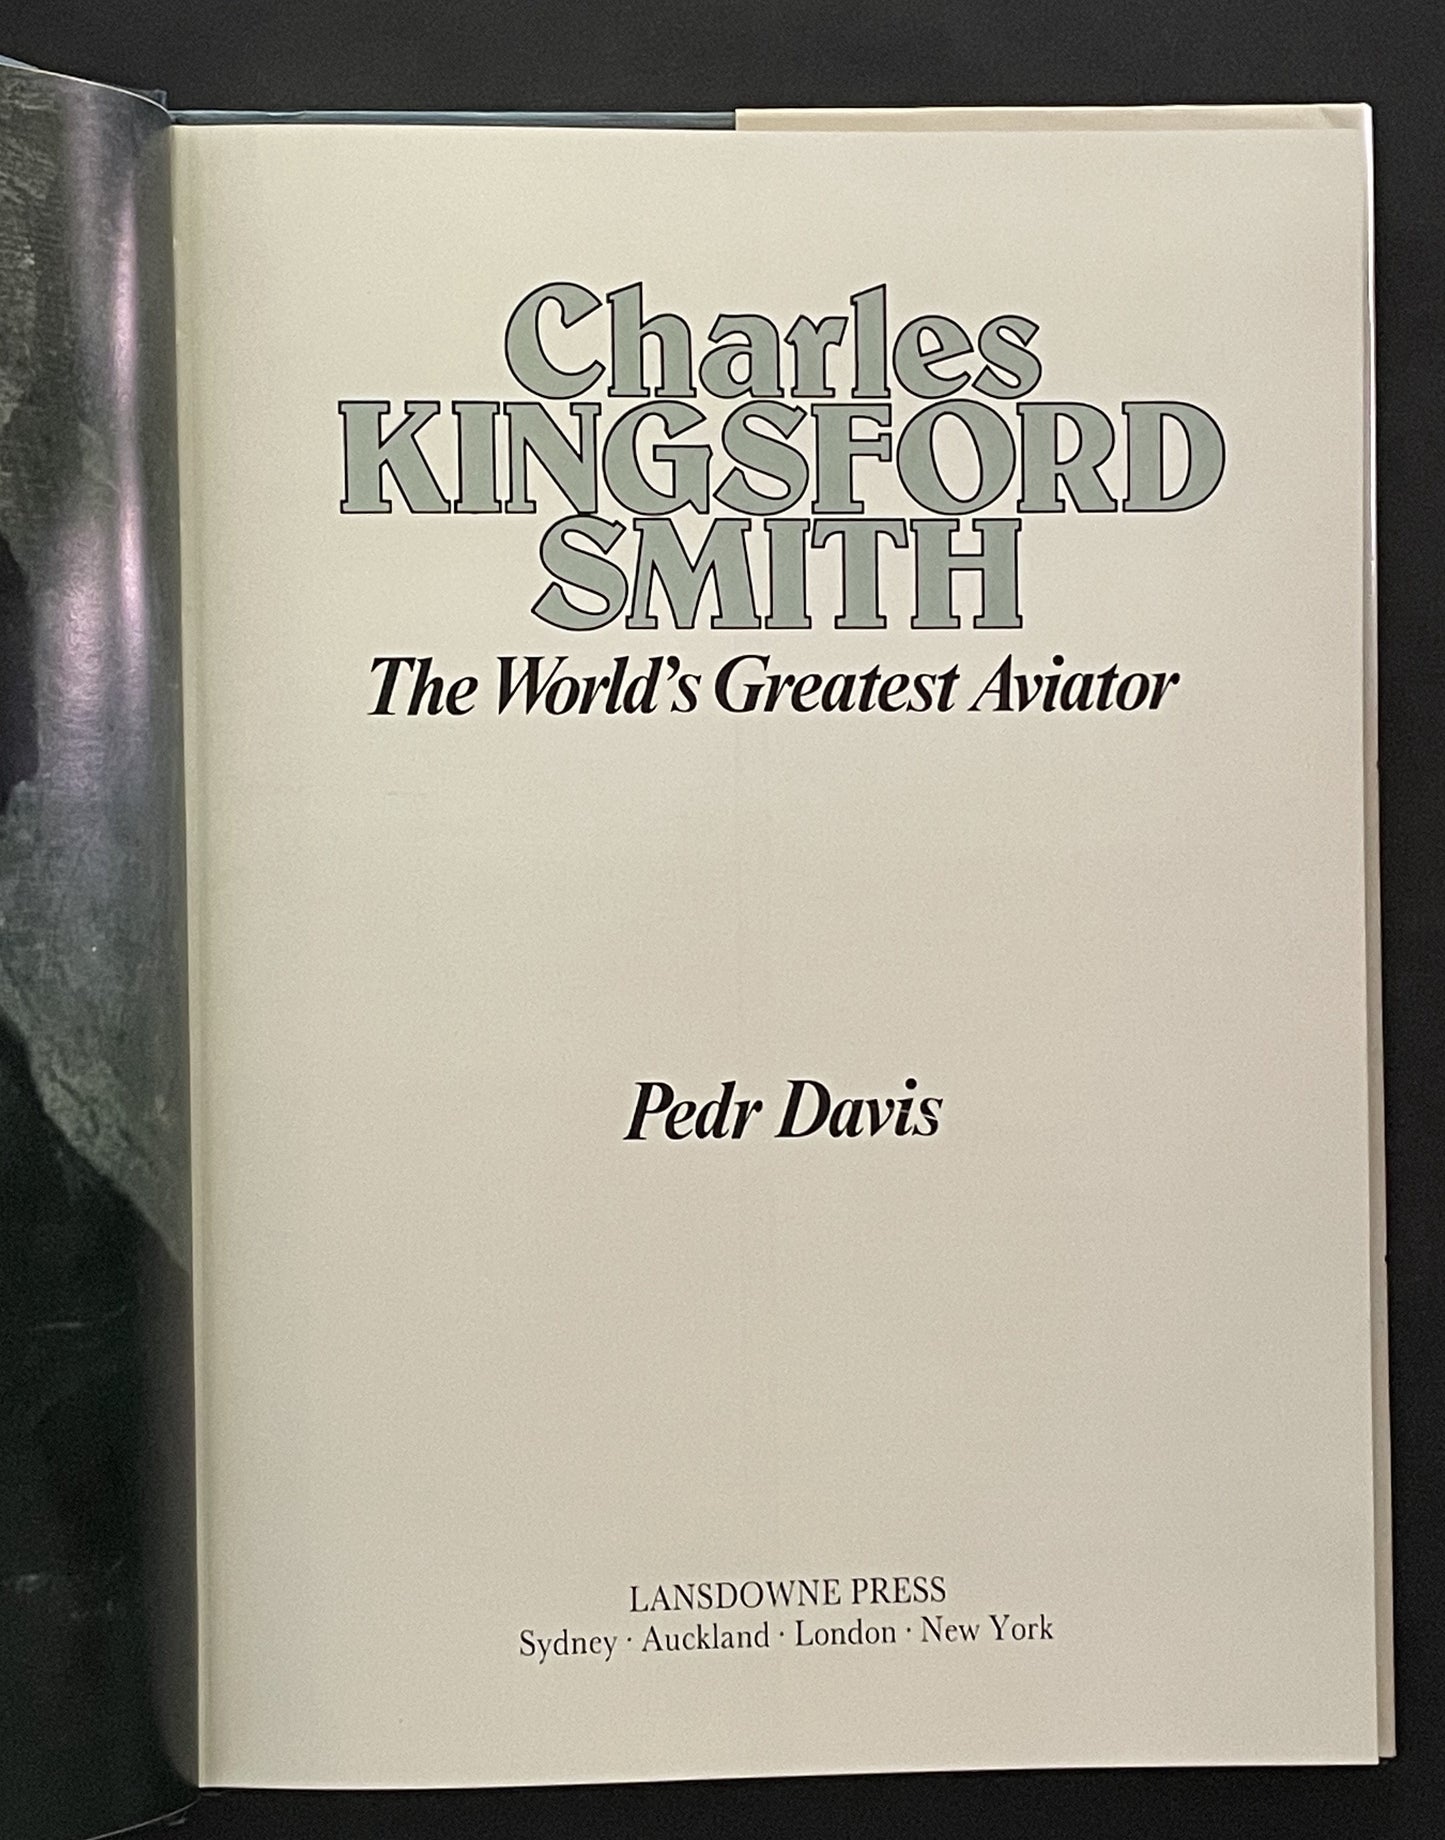 Charles
KINGSFORD
SMITH
The World's Greatest Aviator
Pedr Davis
LANSDOWNE PRESS
Sydney · Auckland · London · New York